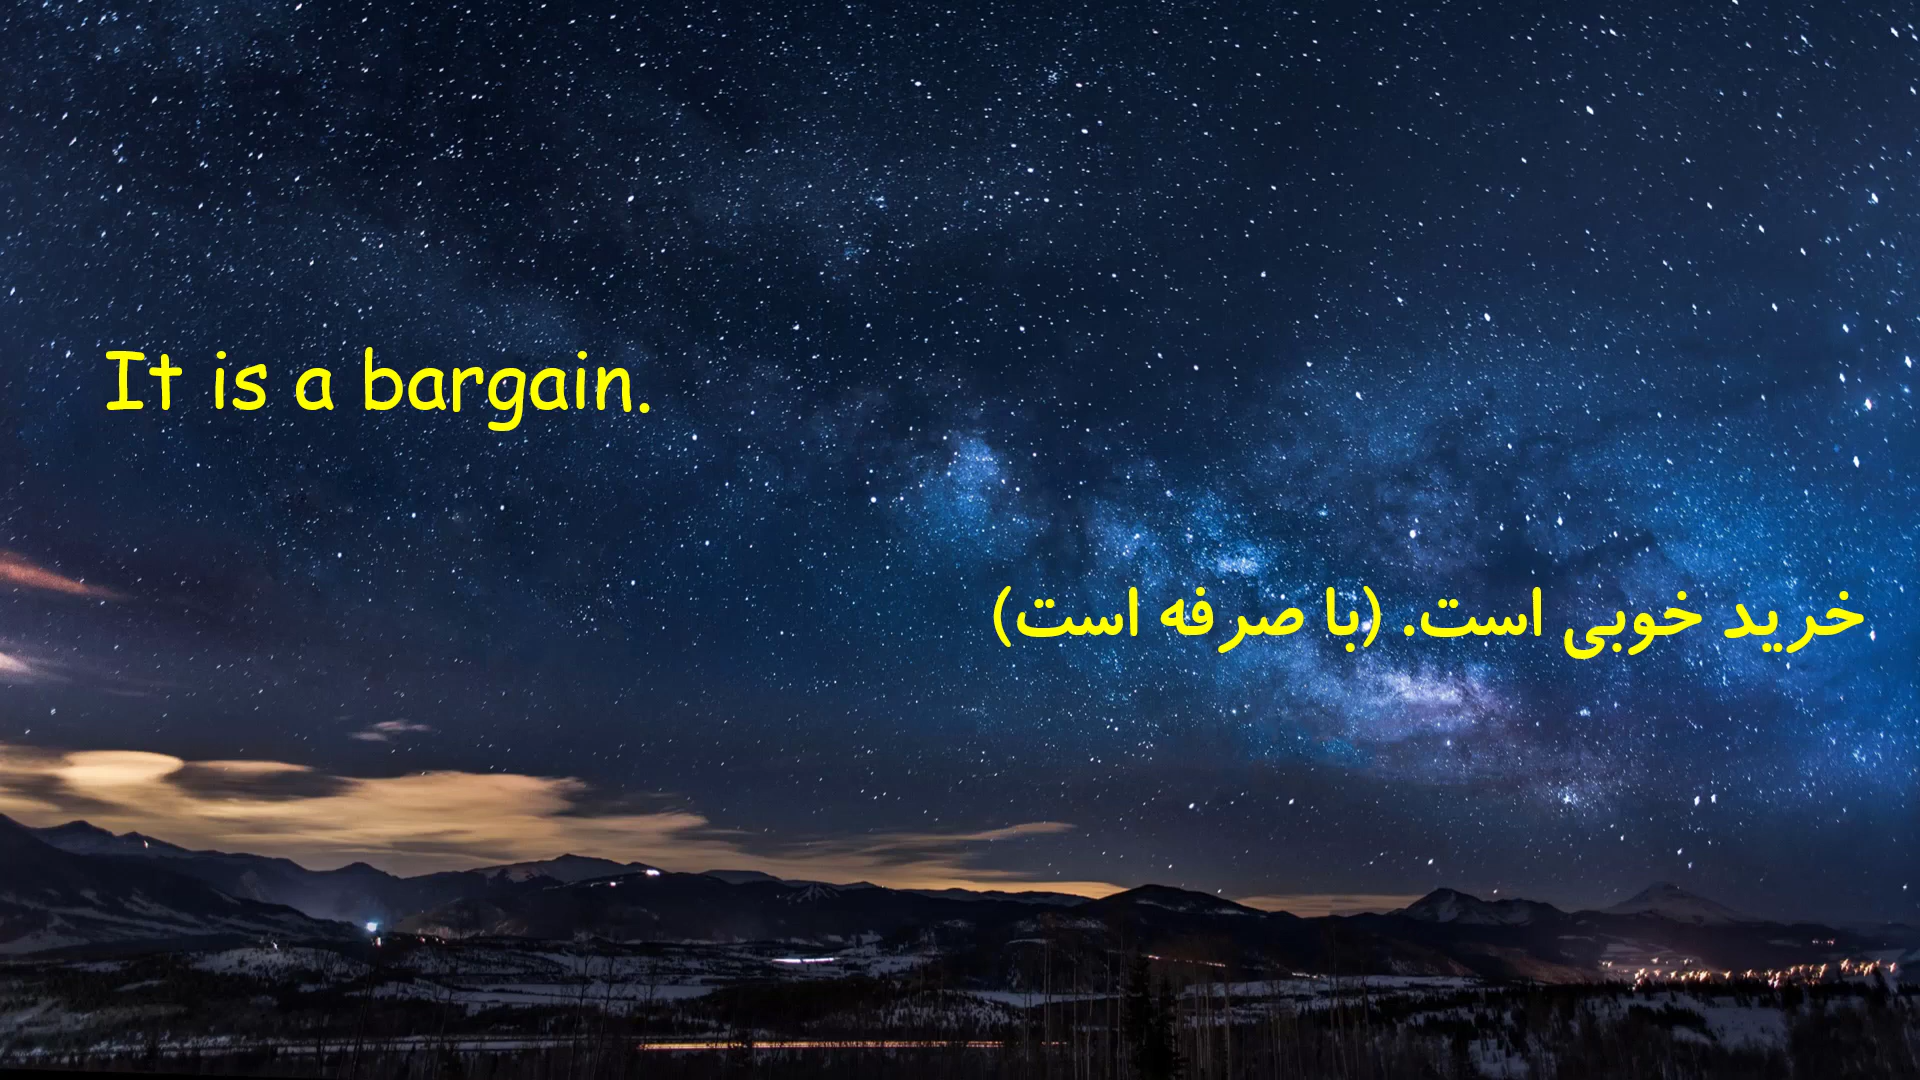 It is a bargain.
خرید خوبی است. (با صرفه است)